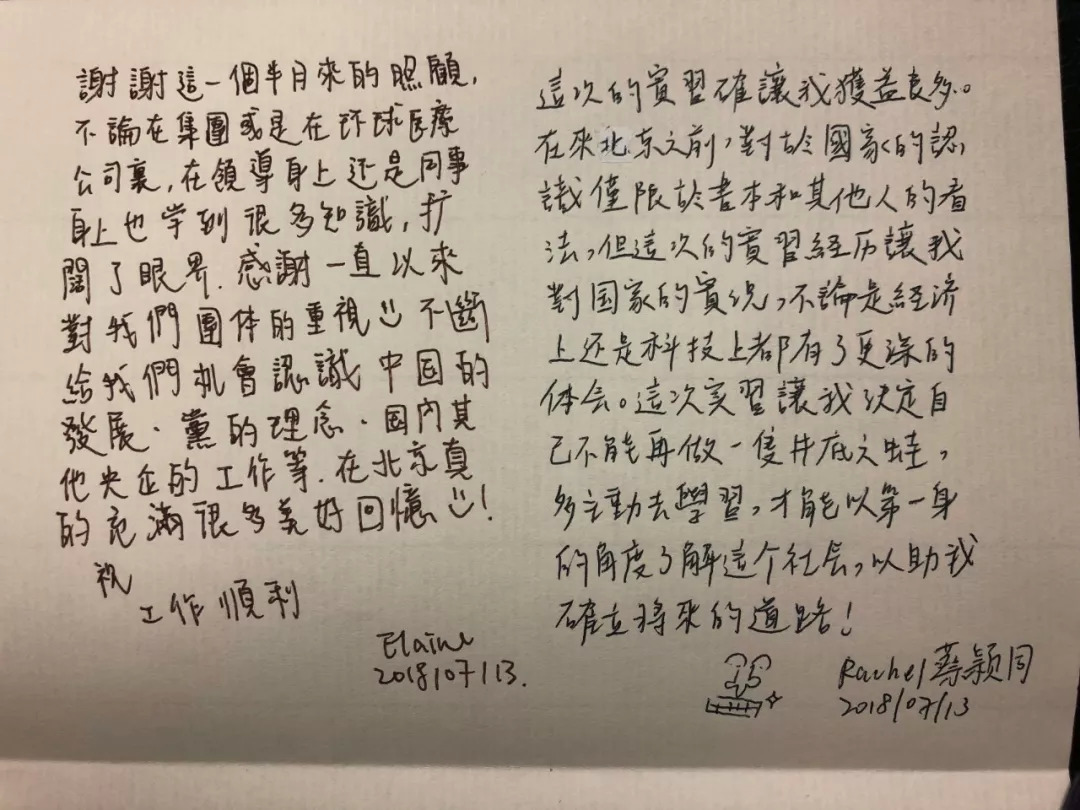 謝謝這一個半月來的照顧,
不論在集團或是在环球医療
公司裏,在領導身上还是同事
身上也学到很多知識,扩
闊了眼界.感謝一直以來
對我們團体的重視 不斷
給我們机會認識中国的
發展、黨的理念、国內其
他央企的工作等.在北京真
的充滿很多美好回憶 !
祝
工作順利
Elaine
2018/07/13.
這次的實習確讓我獲益良多。
在來北京之前,對於國家的認
識僅限於書本和其他人的看
法,但這次的實習經历讓我
對国家的實況,不論是經济
上还是科技上都有了更深的
体会。這次实習讓我決定自
己不能再做一隻井底之蛙,
多主動去學習,才能以第一身
的角度了解這个社会,以助我
確立將來的道路!
Rachel 蔡穎同
2018/07/13